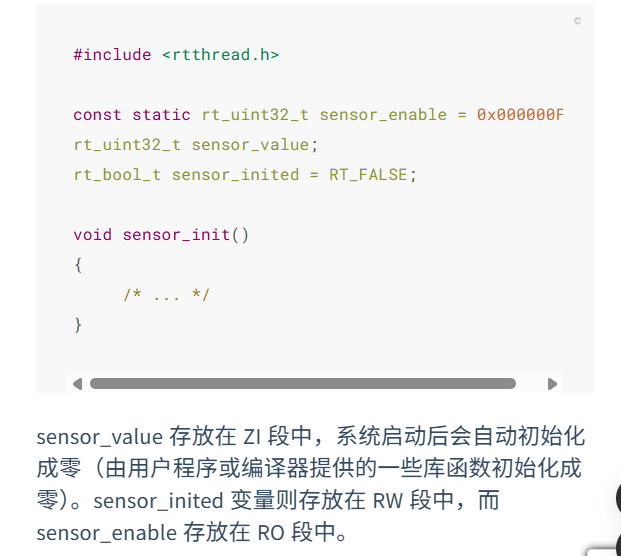 c
#include <rtthread.h>
const static rt_uint32_t sensor_enable = 0x000000F
rt_uint32_t sensor_value;
rt_bool_t sensor_inited = RT_FALSE;
void sensor_init()
{
/* ... */
}
sensor_value 存放在 ZI 段中，系统启动后会自动初始化
成零（由用户程序或编译器提供的一些库函数初始化成
零）。sensor_inited 变量则存放在 RW 段中，而
sensor_enable 存放在 RO 段中。